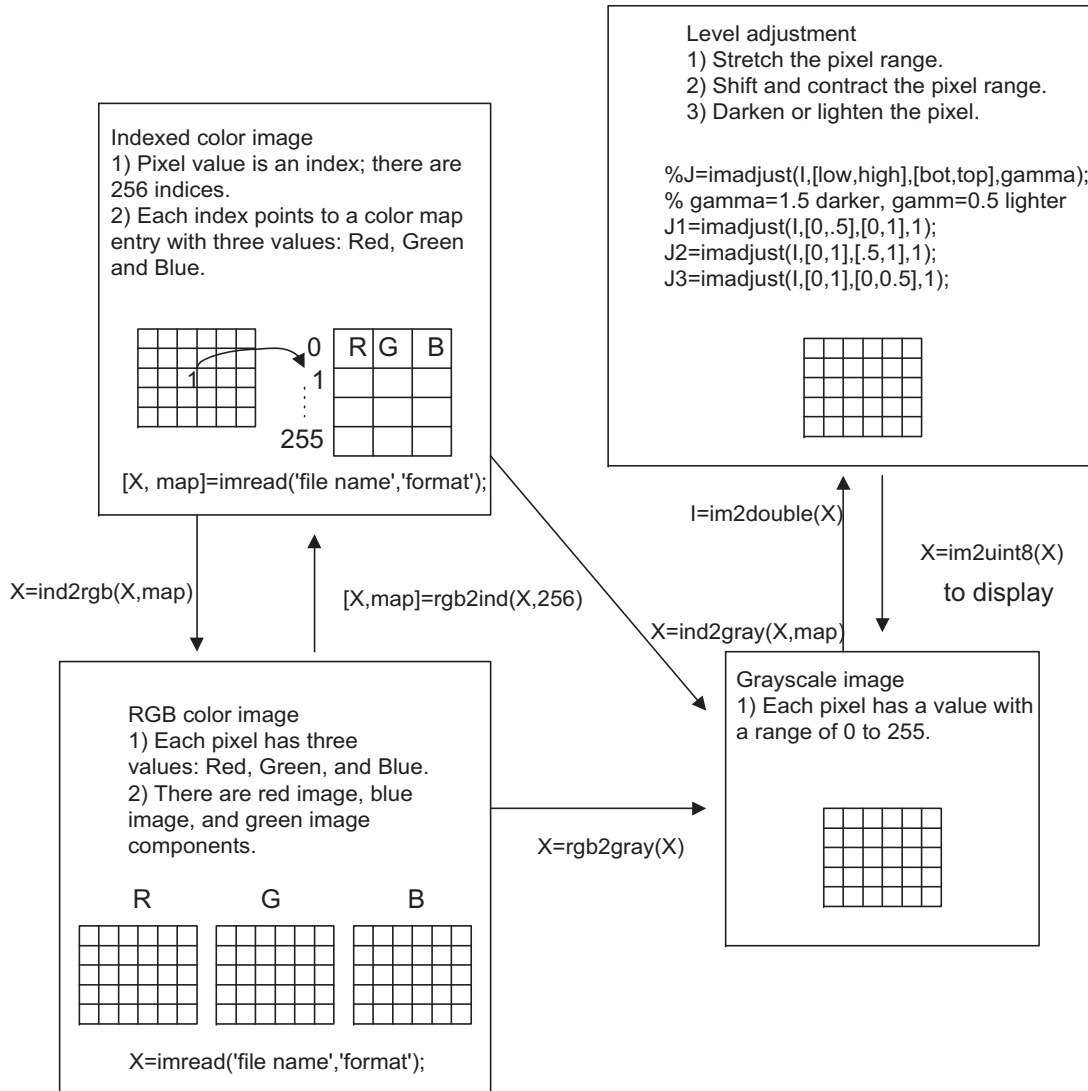 Level adjustment
1) Stretch the pixel range.
2) Shift and contract the pixel range.
3) Darken or lighten the pixel.
%J=imadjust(I,[low,high],[bot,top],gamma);
% gamma=1.5 darker, gamm=0.5 lighter
J1=imadjust(I,[0,.5],[0,1],1);
J2=imadjust(I,[0,1],[.5,1],1);
J3=imadjust(I,[0,1],[0,0.5],1);
Indexed color image
1) Pixel value is an index; there are
256 indices.
2) Each index points to a color map
entry with three values: Red, Green
and Blue.
0 R G B
1 1
255
[X, map]=imread('file name','format');
I=im2double(X)
X=im2uint8(X)
to display
X=ind2rgb(X,map)
[X,map]=rgb2ind(X,256)
X=ind2gray(X,map)
Grayscale image
1) Each pixel has a value with
a range of 0 to 255.
RGB color image
1) Each pixel has three
values: Red, Green, and Blue.
2) There are red image, blue
image, and green image
components.
X=rgb2gray(X)
R G B
X=imread('file name','format');